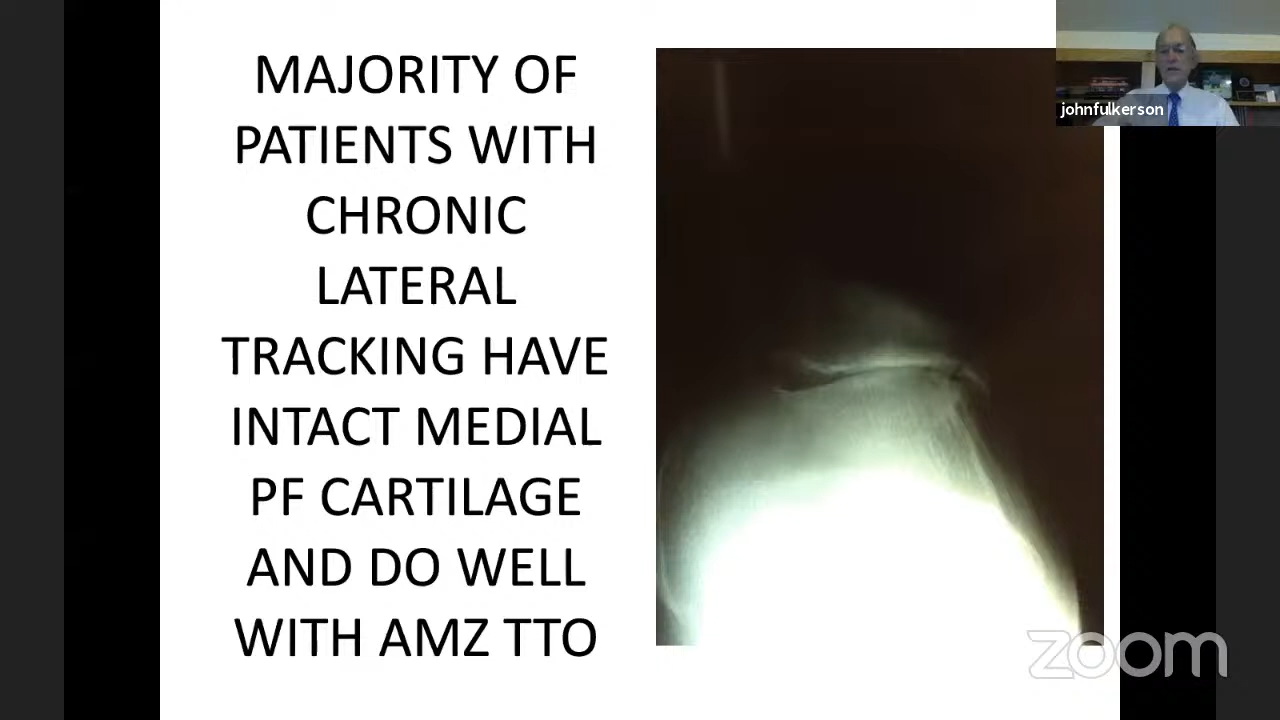 MAJORITY OF
PATIENTS WITH
CHRONIC
LATERAL
TRACKING HAVE
INTACT MEDIAL
PF CARTILAGE
AND DO WELL
WITH AMZ TTO
johnfulkerson
zoom